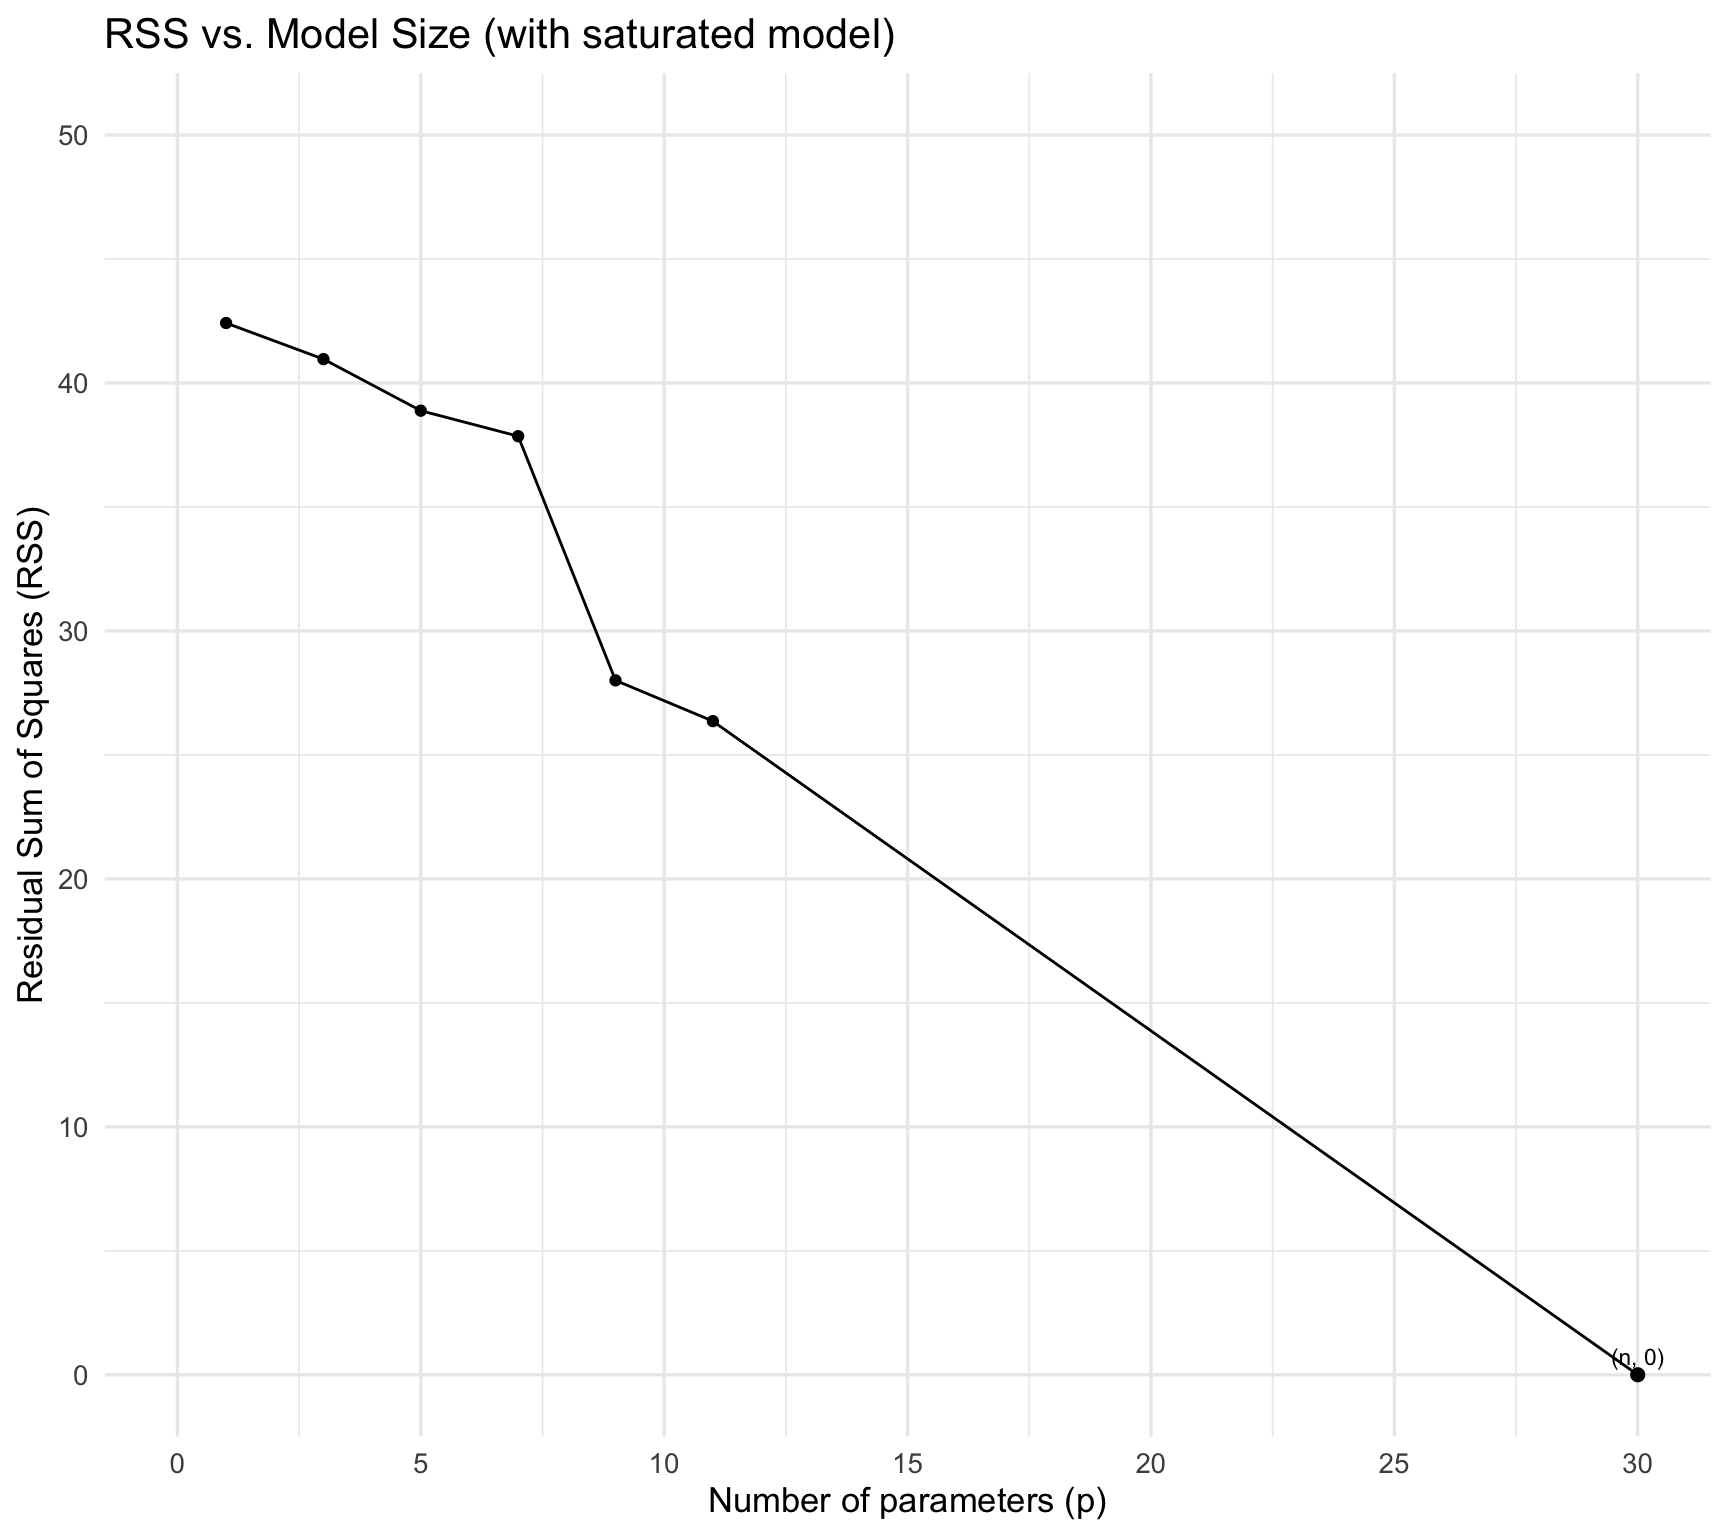 RSS vs. Model Size (with saturated model)
50
40
30
20
10
0
Residual Sum of Squares (RSS)
(n, 0)
0 5 10 15 20 25 30
Number of parameters (p)